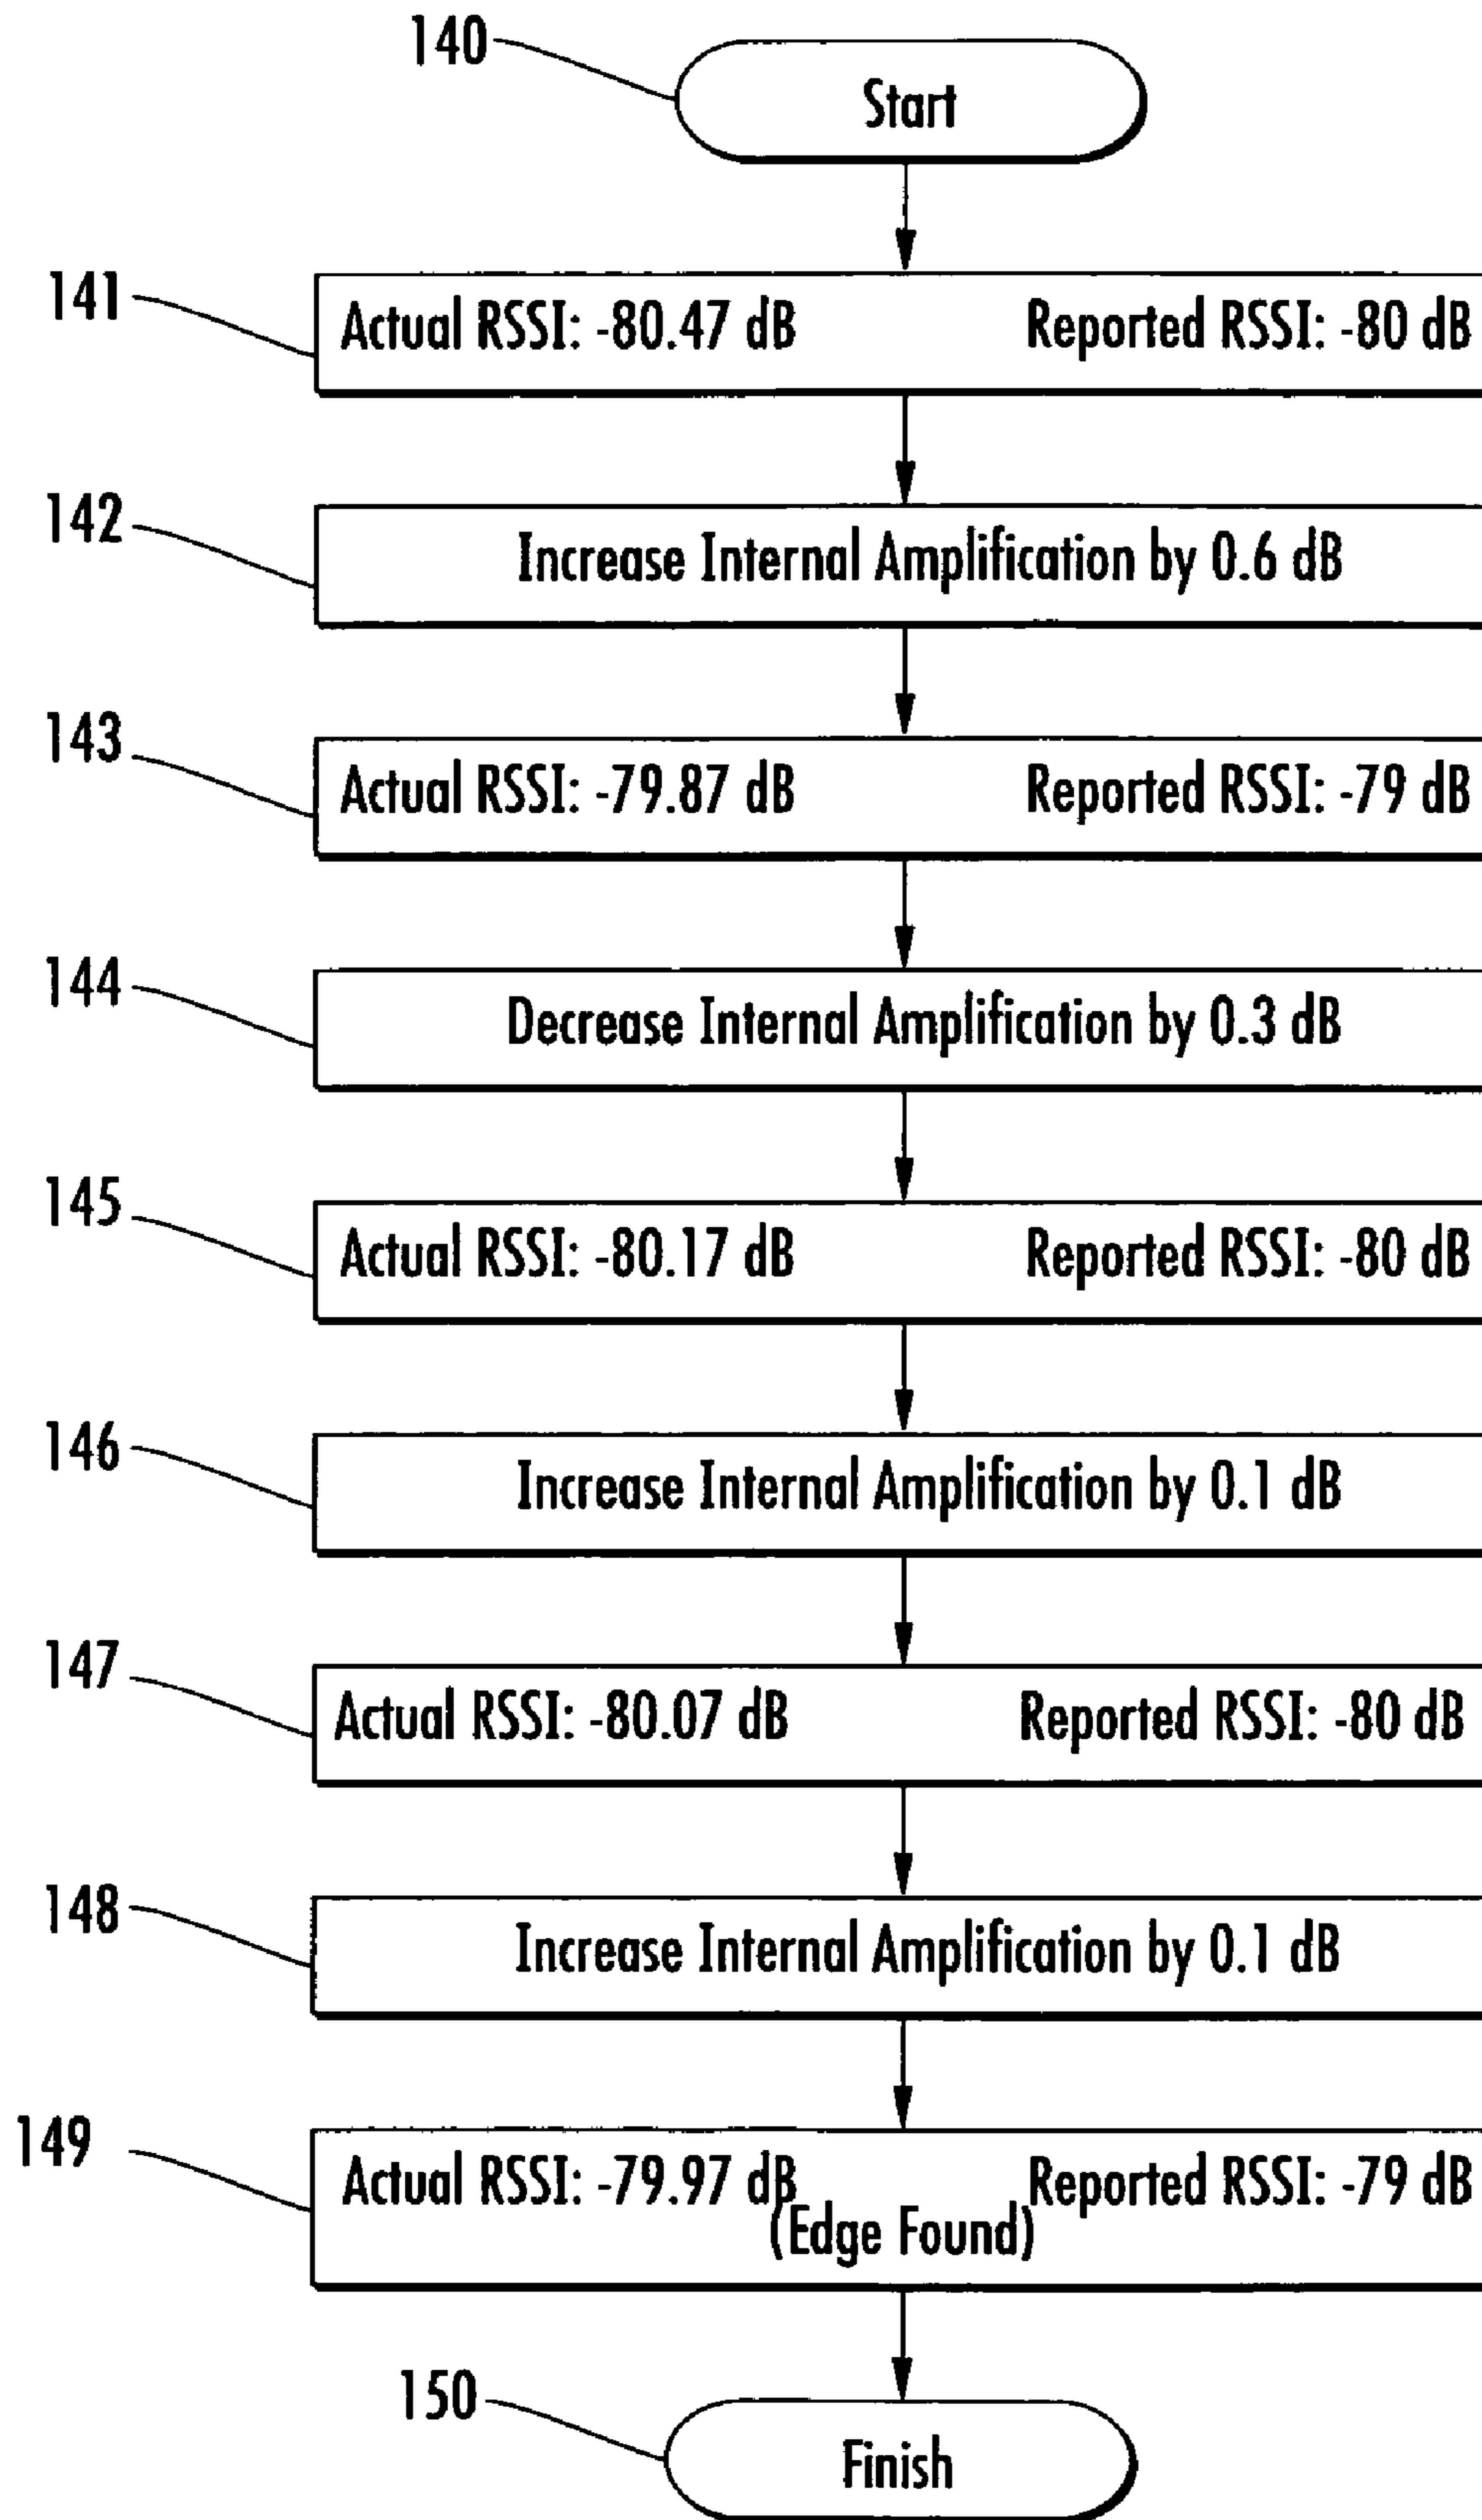 140
Start
141
Actual RSSI: -80.47 dB Reported RSSI: -80 dB
142
Increase Internal Amplification by 0.6 dB
143
Actual RSSI: -79.87 dB Reported RSSI: -79 dB
144
Decrease Internal Amplification by 0.3 dB
145
Actual RSSI: -80.17 dB Reported RSSI: -80 dB
146
Increase Internal Amplification by 0.1 dB
147
Actual RSSI: -80.07 dB Reported RSSI: -80 dB
148
Increase Internal Amplification by 0.1 dB
149
Actual RSSI: -79.97 dB Reported RSSI: -79 dB
(Edge Found)
150
Finish